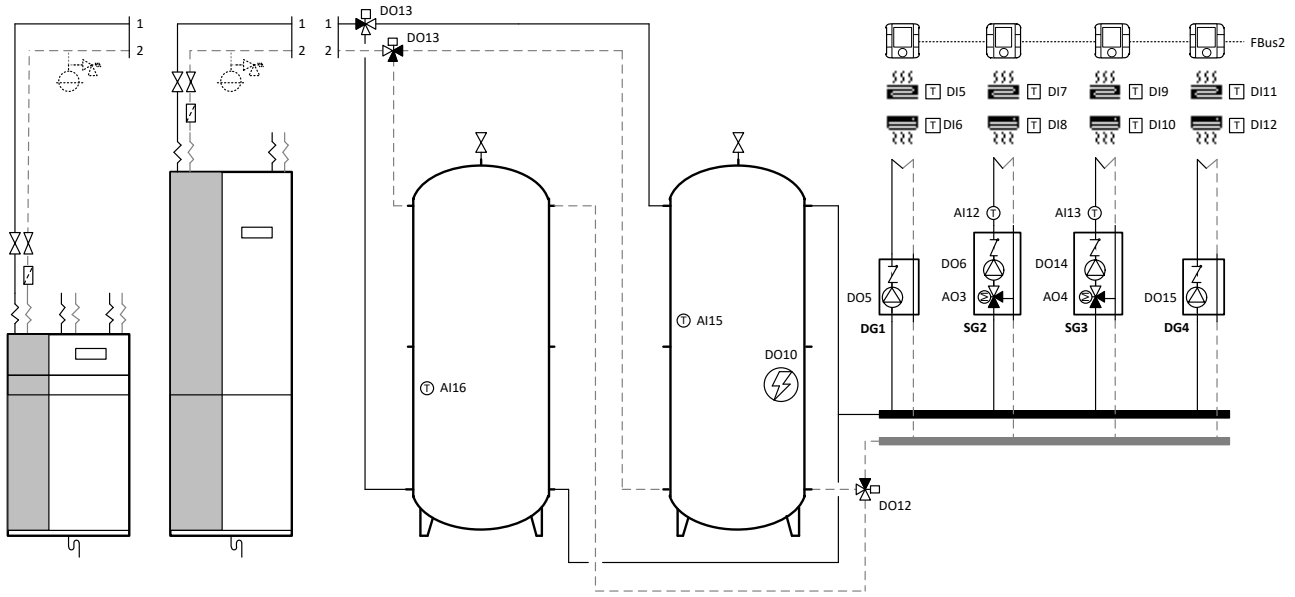 1
2
1
2
1
2
DO13
DO13
FBus2
T DI5
T DI7
T DI9
T DI11
T DI6
T DI8
T DI10
T DI12
AI12 T
AI13 T
DO6
DO14
DO5
AO3 M
AO4 M
DO15
DG1
SG2
SG3
DG4
T AI15
DO10
T AI16
DO12